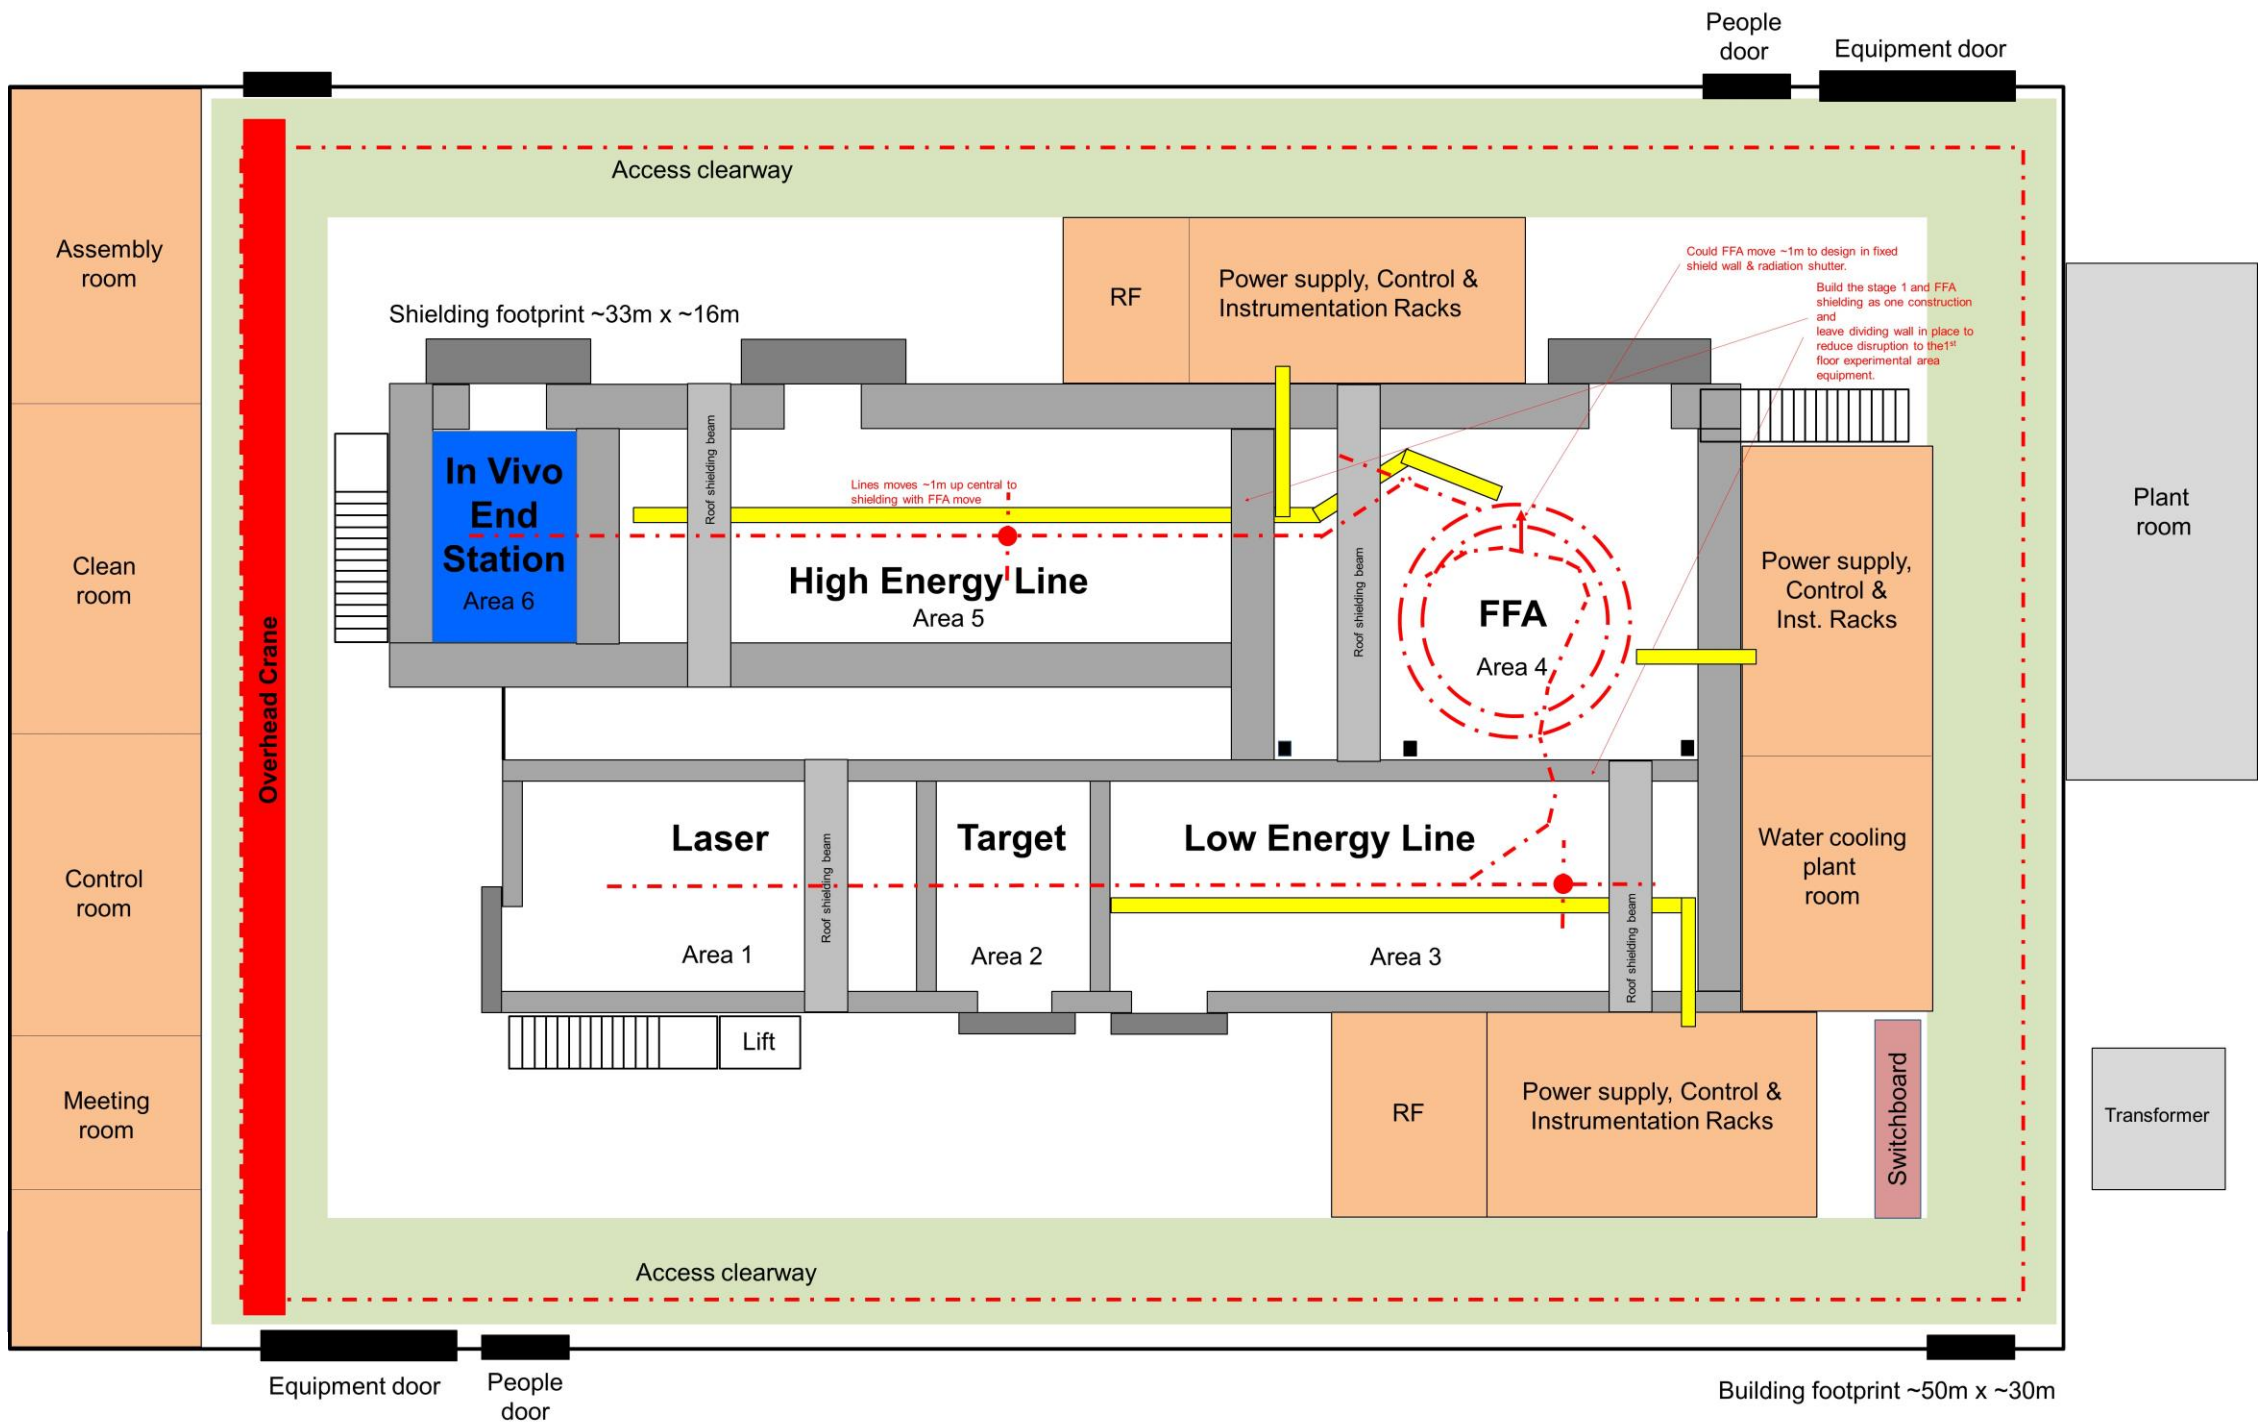 People
door
Equipment door
Access clearway
Assembly
room
RF
Power supply, Control &
Instrumentation Racks
Could FFA move ~1m to design in fixed
shield wall & radiation shutter.
Build the stage 1 and FFA
shielding as one construction
and
leave dividing wall in place to
reduce disruption to the1st
floor experimental area
equipment.
Shielding footprint ~33m x ~16m
Plant
room
In Vivo
End
Station
Area 6
Roof shielding beam
Lines moves ~1m up central to
shielding with FFA move
High Energy Line
Area 5
Roof shielding beam
FFA
Area 4
Power supply,
Control &
Inst. Racks
Clean
room
Overhead Crane
Control
room
Laser
Area 1
Roof shielding beam
Target
Area 2
Low Energy Line
Area 3
Roof shielding beam
Water cooling
plant
room
Lift
Meeting
room
RF
Power supply, Control &
Instrumentation Racks
Switchboard
Transformer
Access clearway
Equipment door
People
door
Building footprint ~50m x ~30m